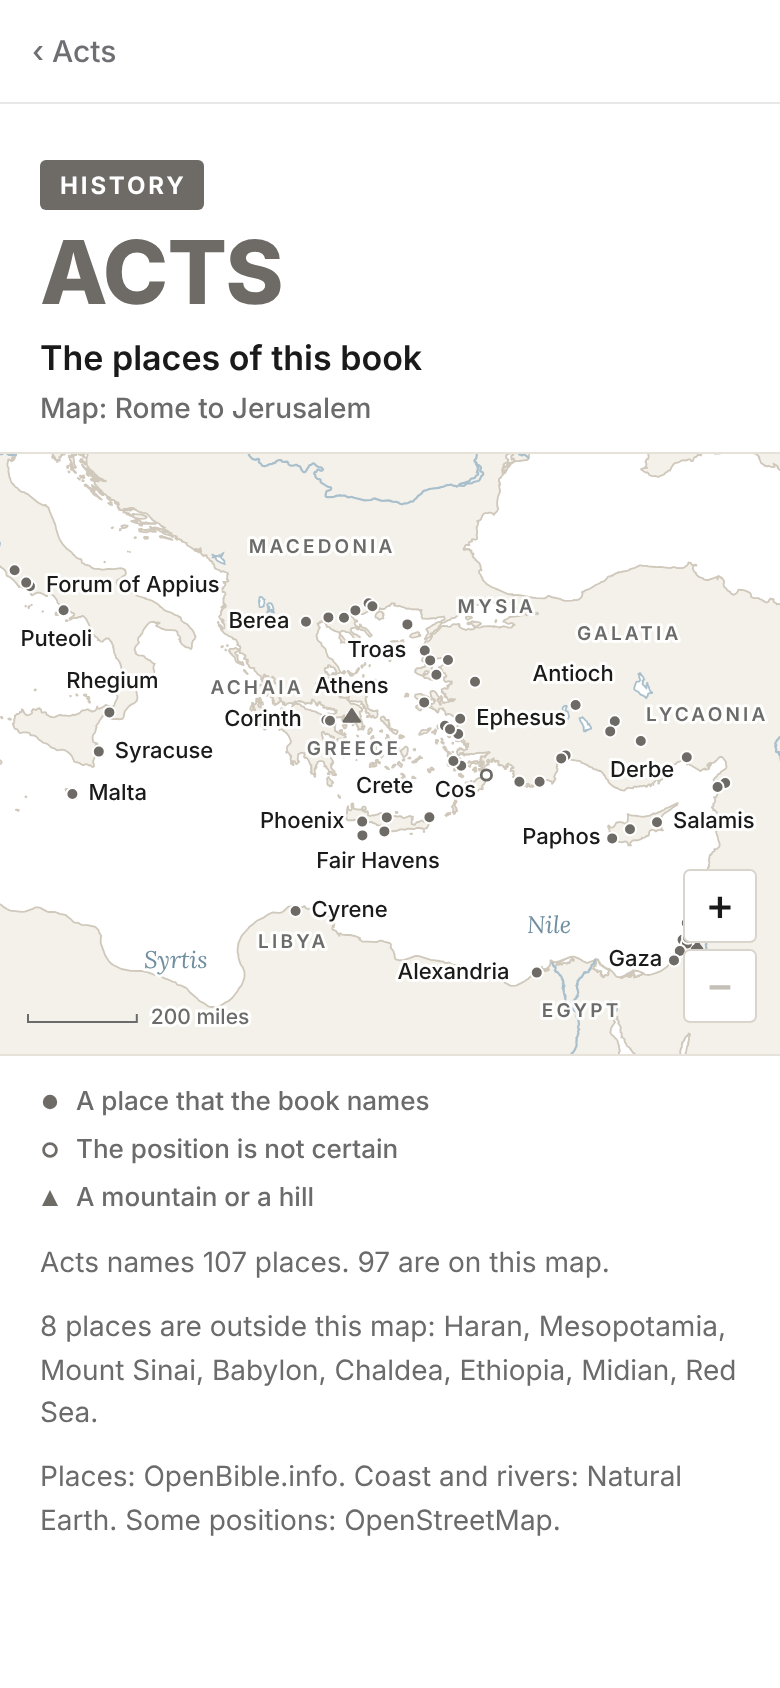 ‹ Acts
HISTORY
ACTS
The places of this book
Map: Rome to Jerusalem
MACEDONIA
Forum of Appius
MYSIA
Berea
Puteoli
GALATIA
Troas
Rhegium
ACHAIA
Athens
Antioch
Corinth
Ephesus
LYCAONIA
Syracuse
GREECE
Derbe
Malta
Crete
Cos
Phoenix
Salamis
Paphos
Fair Havens
Cyrene
+
LIBYA
Nile
Syrtis
Alexandria
Gaza
−
200 miles
EGYPT
A place that the book names
The position is not certain
A mountain or a hill
Acts names 107 places. 97 are on this map.
8 places are outside this map: Haran, Mesopotamia,
Mount Sinai, Babylon, Chaldea, Ethiopia, Midian, Red
Sea.
Places: OpenBible.info. Coast and rivers: Natural
Earth. Some positions: OpenStreetMap.